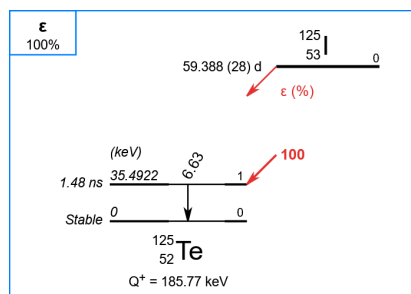 ε
100%
125
53 I 0
59.388 (28) d
ε (%)
(keV)
6.63
100
1.48 ns 35.4922 1
Stable 0 0
125
52 Te
Q+ = 185.77 keV